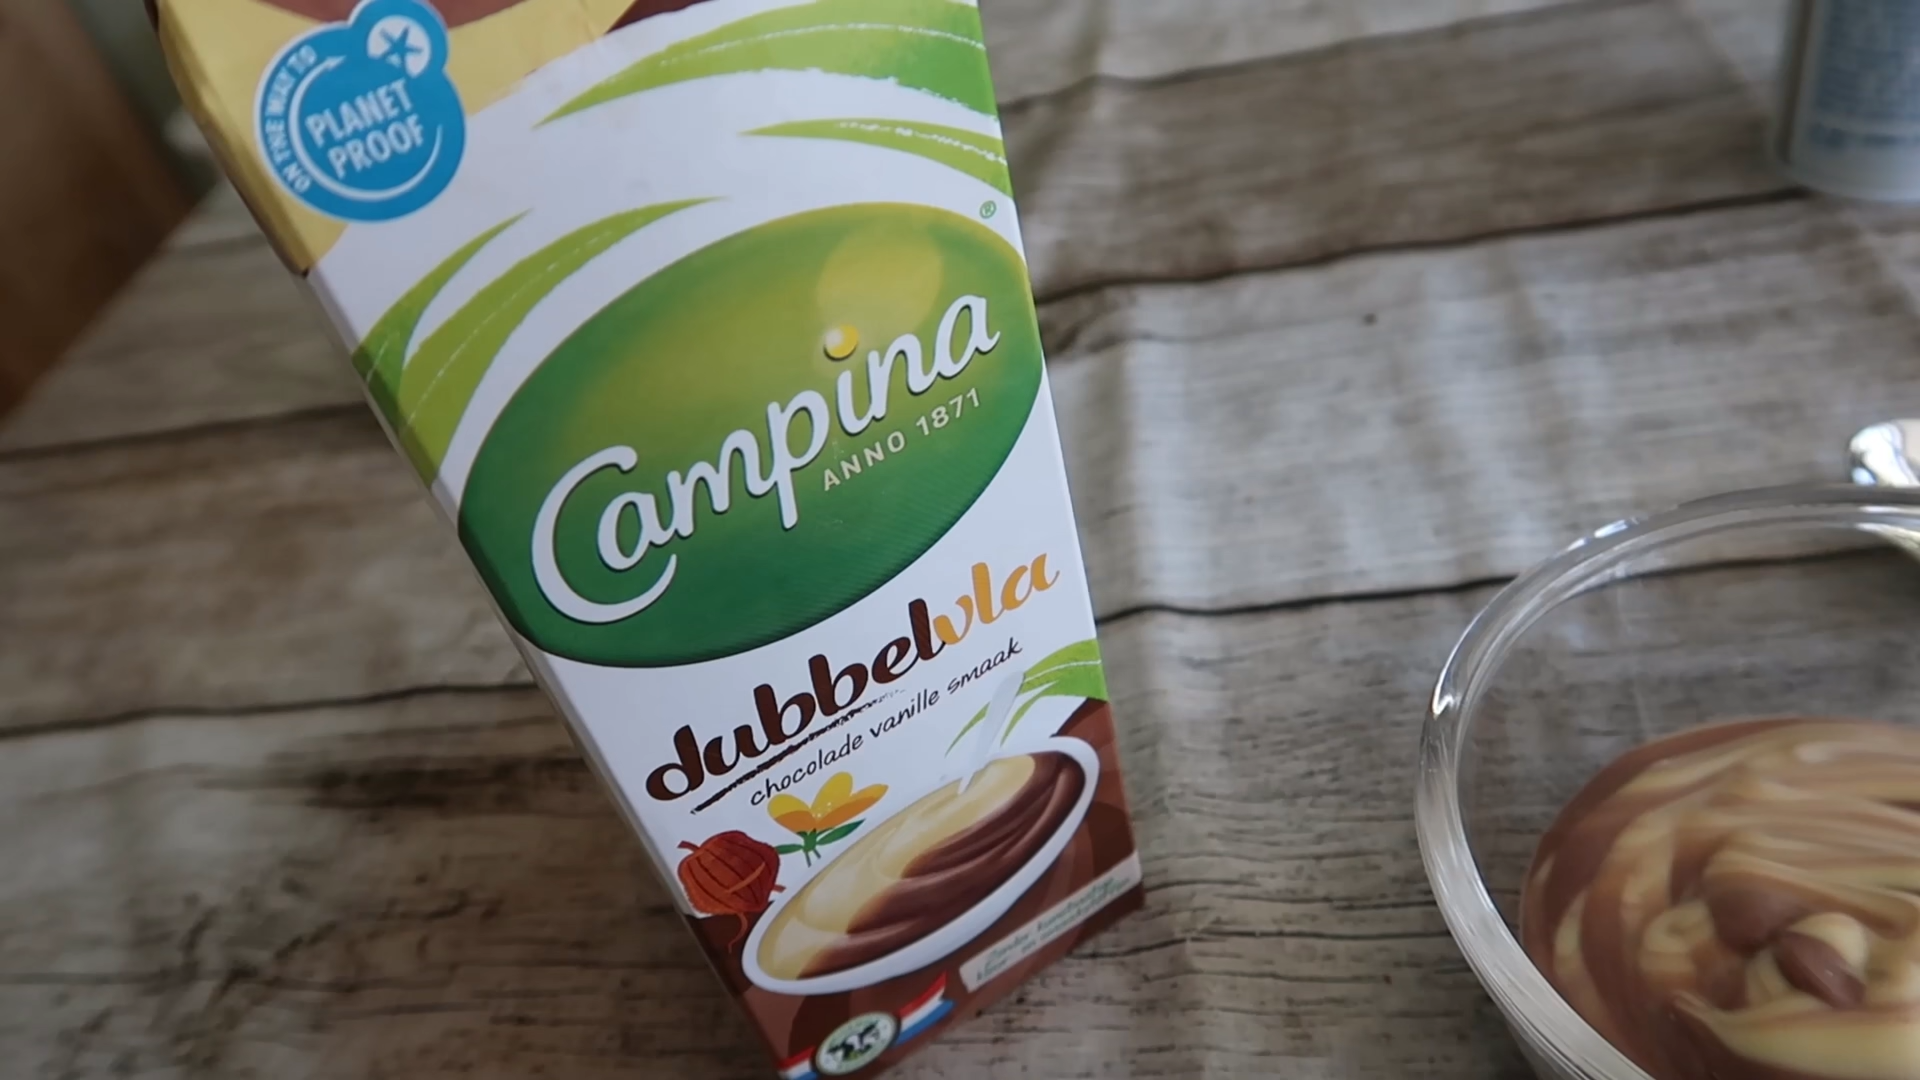 ON THE WAY TO
PLANET
PROOF
®
Campina
ANNO 1871
dubbelvla
chocolade vanille smaak